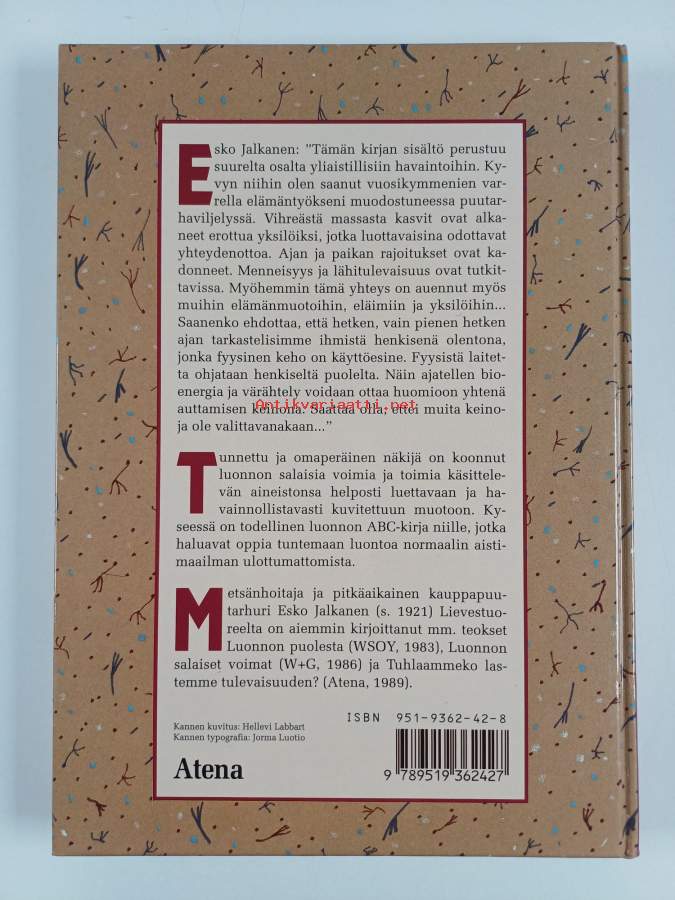 Esko Jalkanen: "Tämän kirjan sisältö perustuu
suurelta osalta yliaistillisiin havaintoihin. Ky-
vyn niihin olen saanut vuosikymmenien var-
rella elämäntyökseni muodostuneessa puutar-
haviljelyssä. Vihreästä massasta kasvit ovat alka-
neet erottua yksilöiksi, jotka luottavaisina odottavat
yhteydenottoa. Ajan ja paikan rajoitukset ovat ka-
donneet. Menneisyys ja lähitulevaisuus ovat tutkit-
tavissa. Myöhemmin tämä yhteys on auennut myös
muihin elämänmuotoihin, eläimiin ja yksilöihin...
Saanenko ehdottaa, että hetken, vain pienen hetken
ajan tarkastelisimme ihmistä henkisenä olentona,
jonka fyysinen keho on käyttöesine. Fyysistä laitet-
ta ohjataan henkiseltä puolelta. Näin ajatellen bio-
energia ja värähtely voidaan ottaa huomioon yhtenä
auttamisen keinona. Saattaa olla, ettei muita keino-
ja ole valittavanakaan..."
Antikvariaatti.net
Tunnettu ja omaperäinen näkijä on koonnut
luonnon salaisia voimia ja toimia käsittele-
vän aineistonsa helposti luettavaan ja ha-
vainnollistavasti kuvitettuun muotoon. Ky-
seessä on todellinen luonnon ABC-kirja niille, jotka
haluavat oppia tuntemaan luontoa normaalin aisti-
maailman ulottumattomista.
Metsänhoitaja ja pitkäaikainen kauppapuu-
tarhuri Esko Jalkanen (s. 1921) Lievestuo-
reelta on aiemmin kirjoittanut mm. teokset
Luonnon puolesta (WSOY, 1983), Luonnon
salaiset voimat (W+G, 1986) ja Tuhlaammeko las-
temme tulevaisuuden? (Atena, 1989).
Kannen kuvitus: Hellevi Labbart
Kannen typografia: Jorma Luotio
Atena
ISBN 951-9362-42-8
9 789519 362427